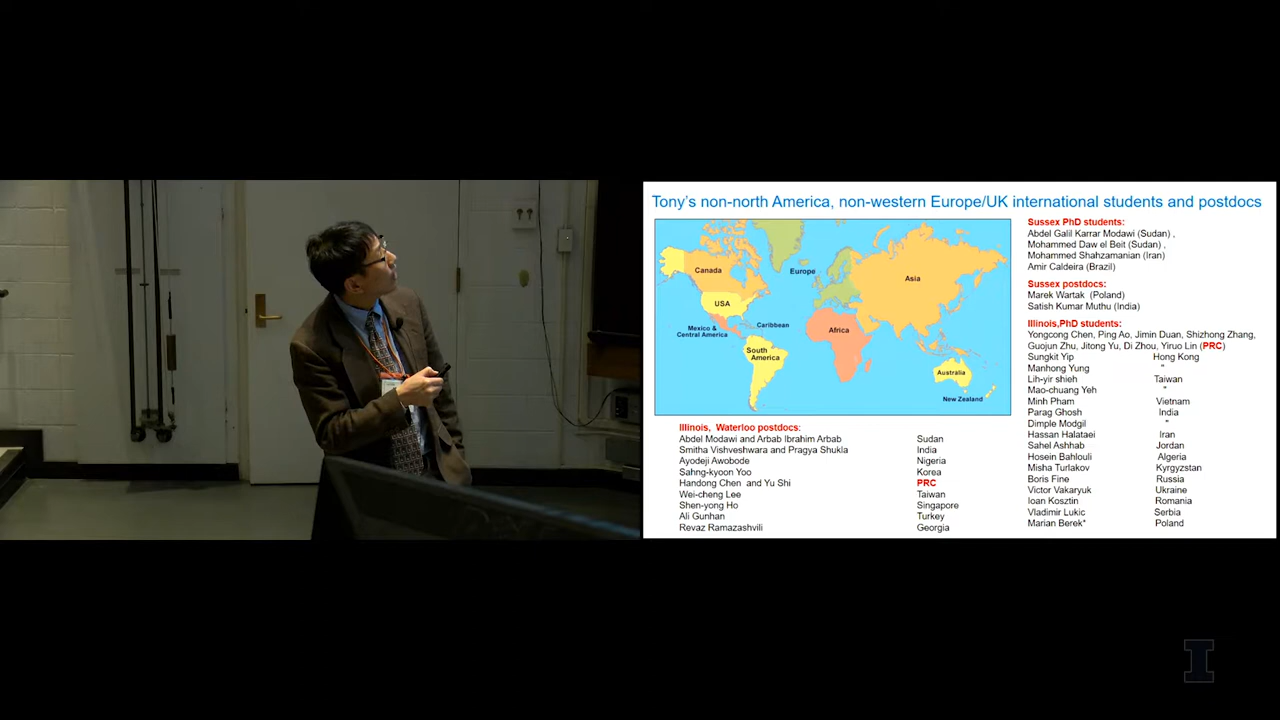 Tony's non-north America, non-western Europe/UK international students and postdocs
Canada
USA
Mexico &
Central America
Caribbean
South
America
Europe
Africa
Asia
Australia
New Zealand
Illinois, Waterloo postdocs:
Abdel Modawi and Arbab Ibrahim Arbab Sudan
Smitha Vishveshwara and Pragya Shukla India
Ayodeji Awobode Nigeria
Sahng-kyoon Yoo Korea
Handong Chen and Yu Shi PRC
Wei-cheng Lee Taiwan
Shen-yong Ho Singapore
Ali Gunhan Turkey
Revaz Ramazashvili Georgia
Sussex PhD students:
Abdel Galil Karrar Modawi (Sudan) ,
Mohammed Daw el Beit (Sudan) ,
Mohammed Shahzamanian (Iran)
Amir Caldeira (Brazil)
Sussex postdocs:
Marek Wartak (Poland)
Satish Kumar Muthu (India)
Illinois,PhD students:
Yongcong Chen, Ping Ao, Jimin Duan, Shizhong Zhang,
Guojun Zhu, Jitong Yu, Di Zhou, Yiruo Lin (PRC)
Sungkit Yip Hong Kong
Manhong Yung "
Lih-yir shieh Taiwan
Mao-chuang Yeh "
Minh Pham Vietnam
Parag Ghosh India
Dimple Modgil "
Hassan Halataei Iran
Sahel Ashhab Jordan
Hosein Bahlouli Algeria
Misha Turlakov Kyrgyzstan
Boris Fine Russia
Victor Vakaryuk Ukraine
Ioan Kosztin Romania
Vladimir Lukic Serbia
Marian Berek* Poland
I